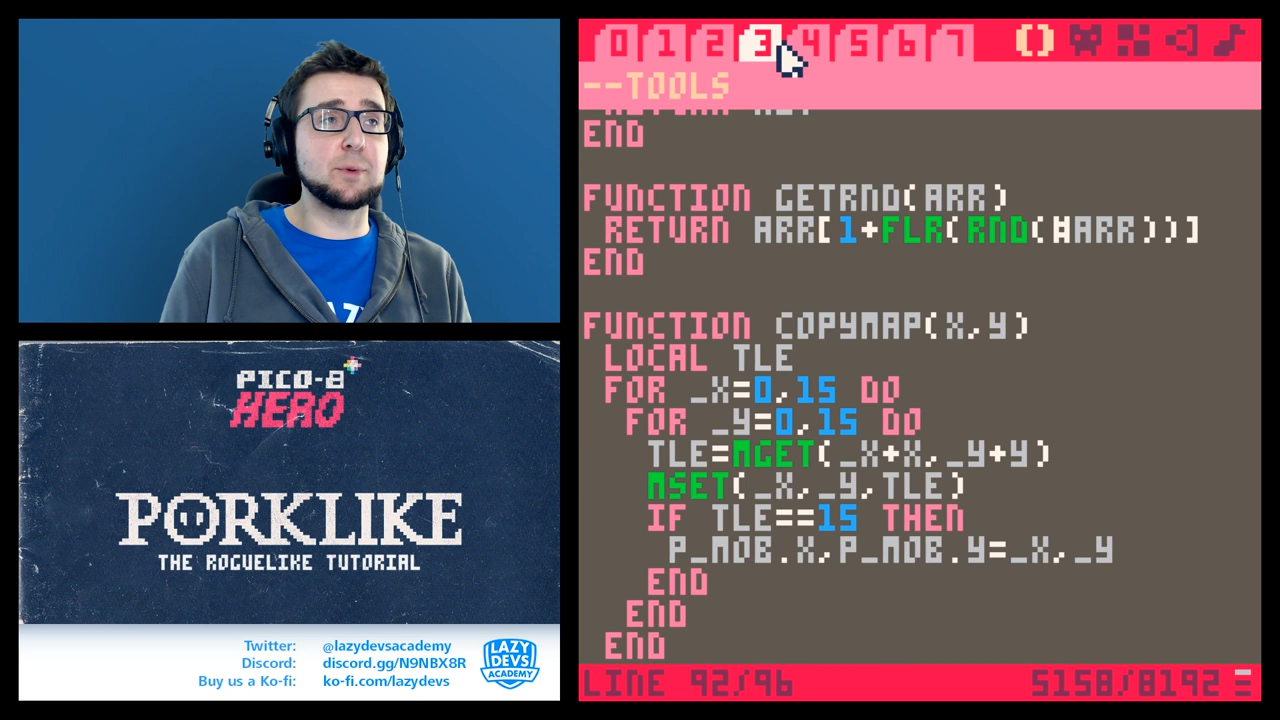 PICO-8
HERO
PORKLIKE
THE ROGUELIKE TUTORIAL
Twitter: @lazydevsacademy
Discord: discord.gg/N9NBX8R
Buy us a Ko-fi: ko-fi.com/lazydevs
LAZY
DEVS
ACADEMY
0 1 2 3 4 5 6 7
--TOOLS
END
FUNCTION GETRND(ARR)
RETURN ARR[1+FLR(RND(#ARR))]
END
FUNCTION COPYMAP(X,Y)
LOCAL TLE
FOR _X=0,15 DO
FOR _Y=0,15 DO
TLE=MGET(_X+X,_Y+Y)
MSET(_X,_Y,TLE)
IF TLE==15 THEN
P_MOB.X,P_MOB.Y=_X,_Y
END
END
END
LINE 92/96
5158/8192